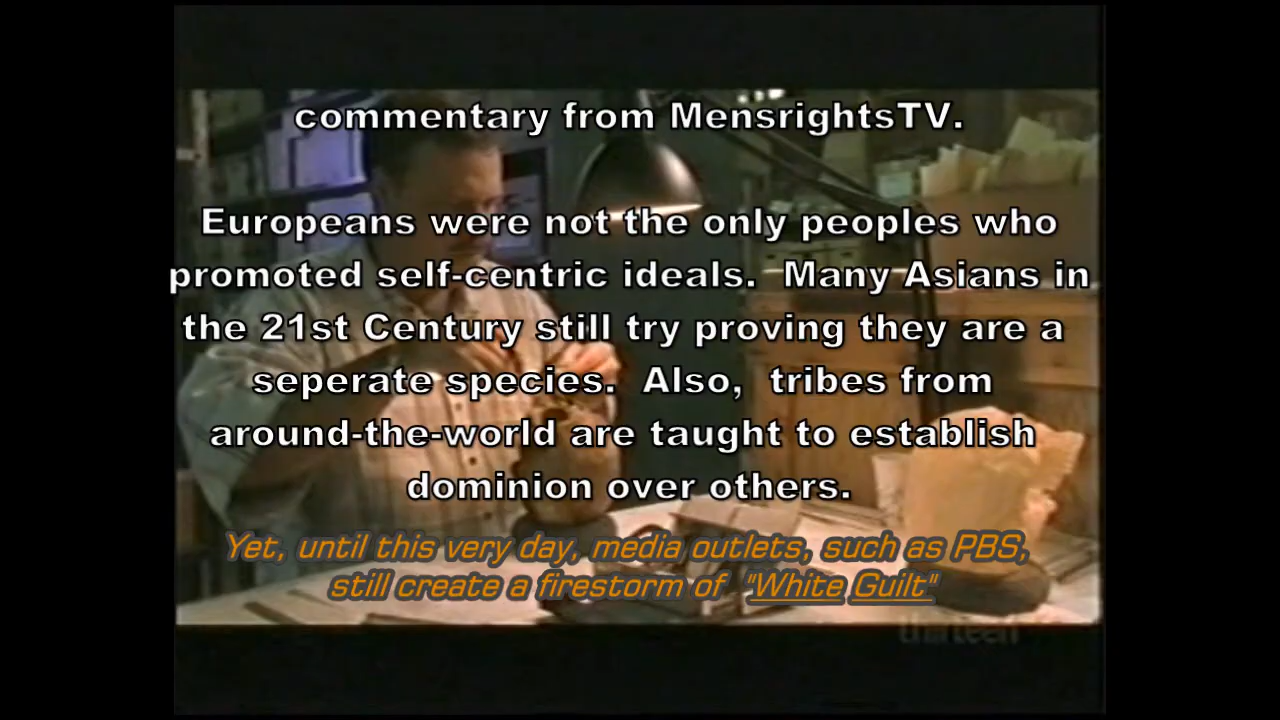 commentary from MensrightsTV.
Europeans were not the only peoples who
promoted self-centric ideals.  Many Asians in
the 21st Century still try proving they are a
seperate species.  Also,  tribes from
around-the-world are taught to establish
dominion over others.
Yet, until this very day, media outlets, such as PBS,
still create a firestorm of  "White Guilt"
thirteen